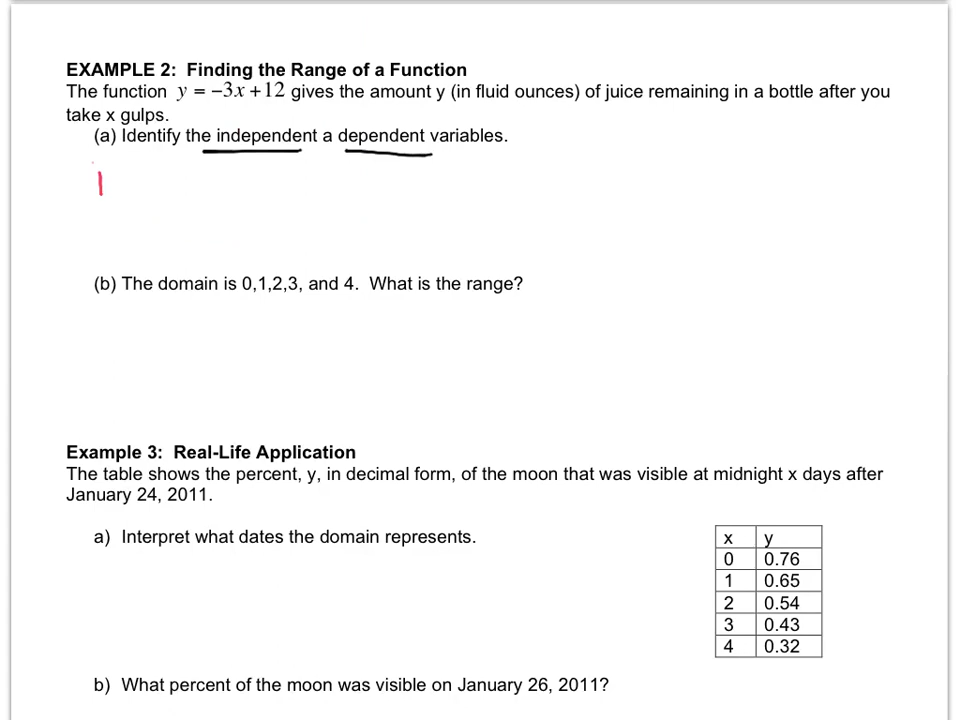 EXAMPLE 2: Finding the Range of a Function
The function y = −3x + 12 gives the amount y (in fluid ounces) of juice remaining in a bottle after you
take x gulps.
(a) Identify the independent a dependent variables.
(b) The domain is 0,1,2,3, and 4. What is the range?
Example 3: Real-Life Application
The table shows the percent, y, in decimal form, of the moon that was visible at midnight x days after
January 24, 2011.
a) Interpret what dates the domain represents.
x y
0 0.76
1 0.65
2 0.54
3 0.43
4 0.32
b) What percent of the moon was visible on January 26, 2011?